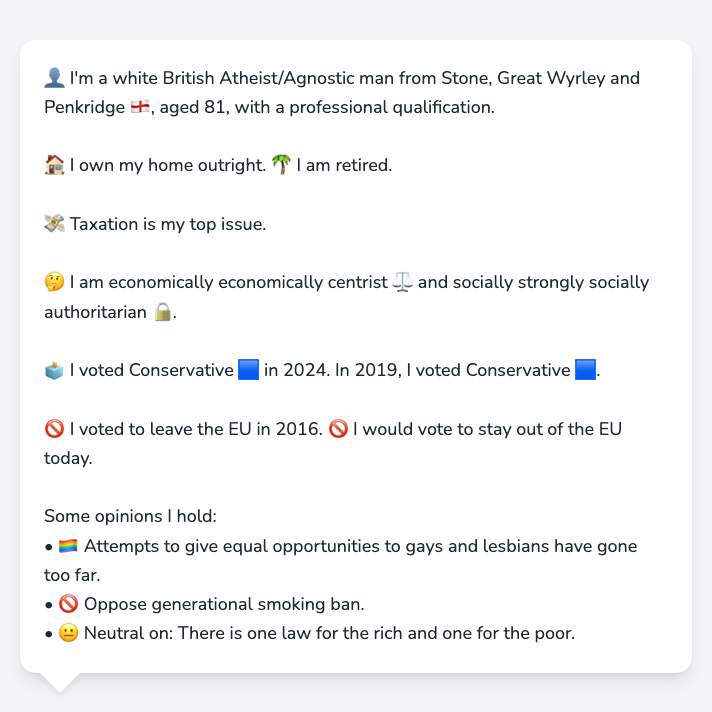 👤 I'm a white British Atheist/Agnostic man from Stone, Great Wyrley and
Penkridge 🏴󠁧󠁢󠁥󠁮󠁧󠁿, aged 81, with a professional qualification.
🏠 I own my home outright. 🌴 I am retired.
💸 Taxation is my top issue.
🤔 I am economically economically centrist ⚖️ and socially strongly socially
authoritarian 🔒.
🗳️ I voted Conservative 🟦 in 2024. In 2019, I voted Conservative 🟦.
🚫 I voted to leave the EU in 2016. 🚫 I would vote to stay out of the EU
today.
Some opinions I hold:
• 🏳️‍🌈 Attempts to give equal opportunities to gays and lesbians have gone
too far.
• 🚫 Oppose generational smoking ban.
• 😐 Neutral on: There is one law for the rich and one for the poor.